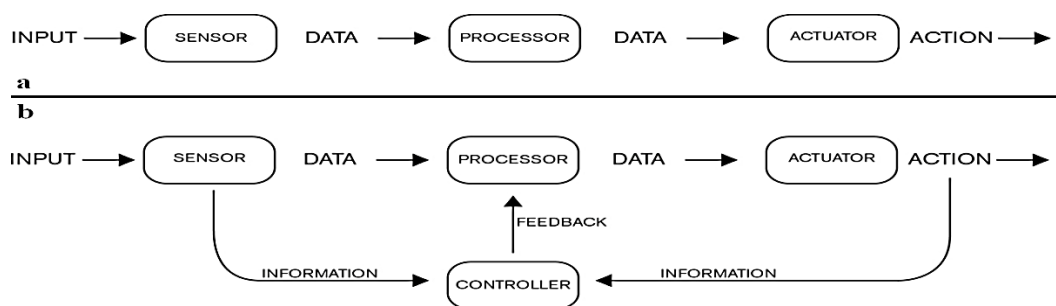 INPUT SENSOR DATA PROCESSOR DATA ACTUATOR ACTION
a
b
INPUT SENSOR DATA PROCESSOR DATA ACTUATOR ACTION
FEEDBACK
INFORMATION CONTROLLER INFORMATION